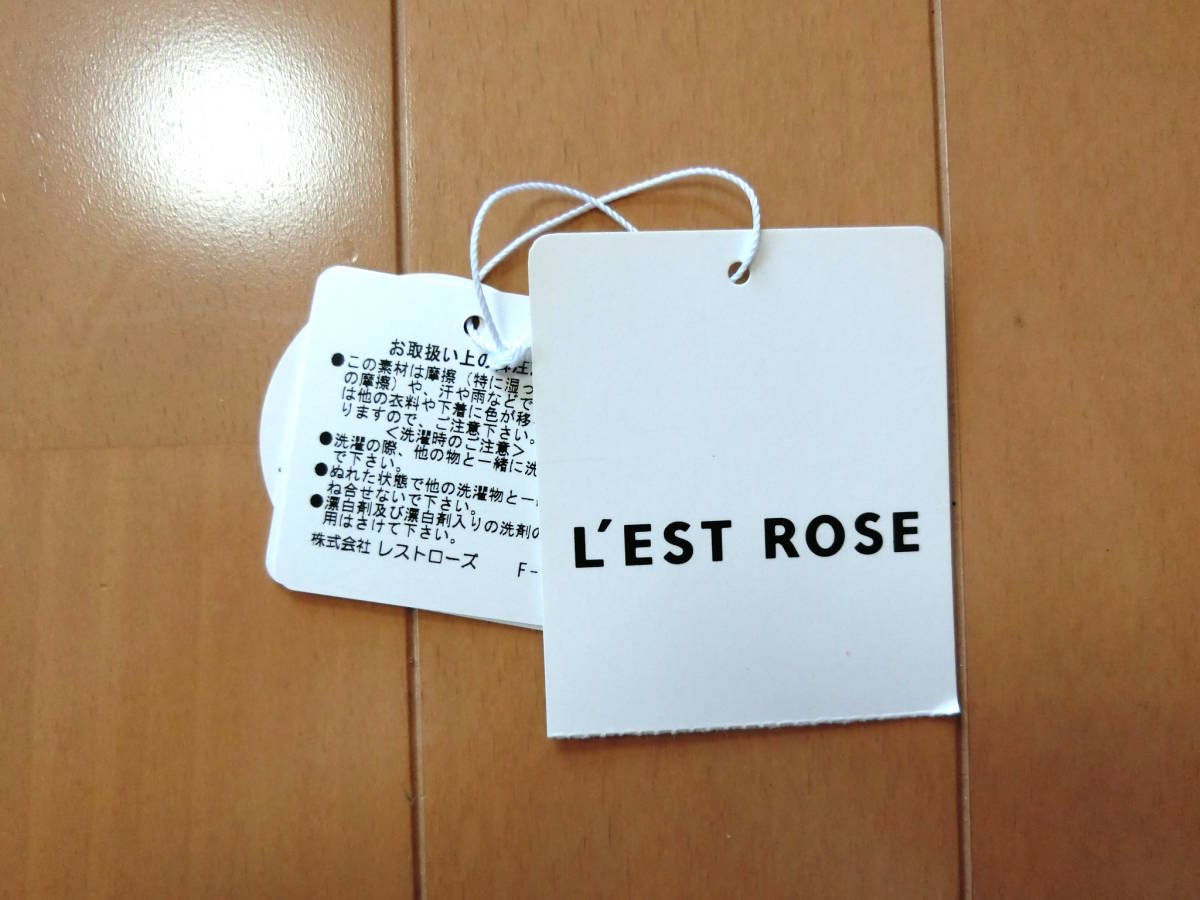 お取扱い上の
●この素材は摩擦（特に湿っ
の摩擦）や、汗や雨などで
は他の衣料や下着に色が移
りますので、ご注意下さい。
＜洗濯時のご注意＞
●洗濯の際、他の物と一緒に洗
で下さい。
●ぬれた状態で他の洗濯物と一
ね合せないで下さい。
●漂白剤及び漂白剤入りの洗剤の
用はさけて下さい。
株式会社 レストローズ F-
L'EST ROSE